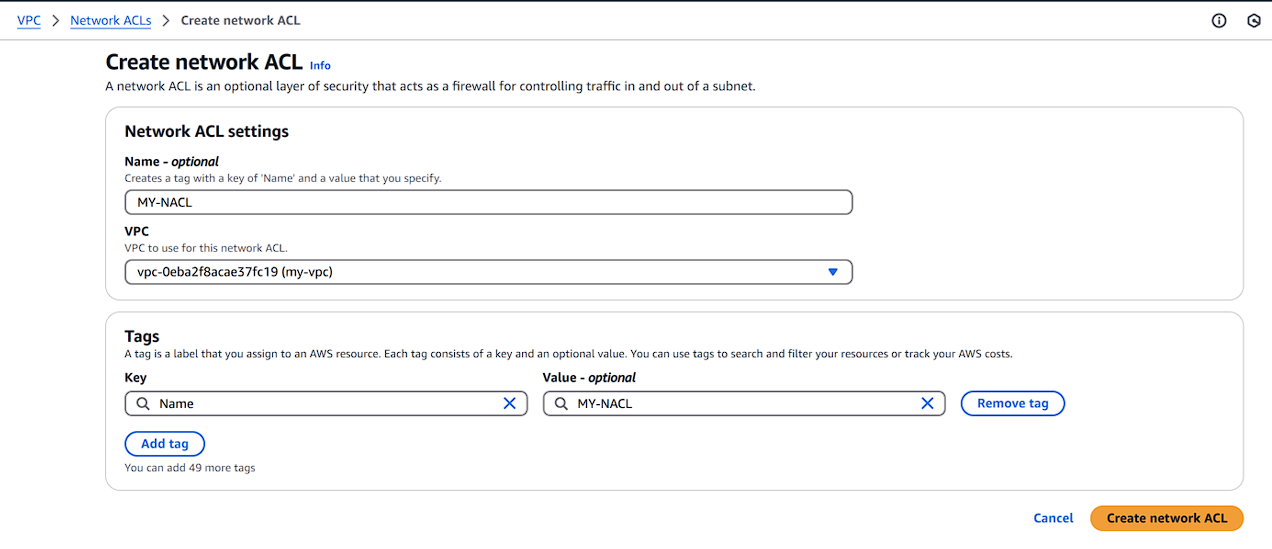 VPC > Network ACLs > Create network ACL
Create network ACL Info
A network ACL is an optional layer of security that acts as a firewall for controlling traffic in and out of a subnet.
Network ACL settings
Name - optional
Creates a tag with a key of 'Name' and a value that you specify.
MY-NACL
VPC
VPC to use for this network ACL.
vpc-0eba2f8acae37fc19 (my-vpc)
Tags
A tag is a label that you assign to an AWS resource. Each tag consists of a key and an optional value. You can use tags to search and filter your resources or track your AWS costs.
Key Value - optional
Name MY-NACL Remove tag
Add tag
You can add 49 more tags
Cancel Create network ACL